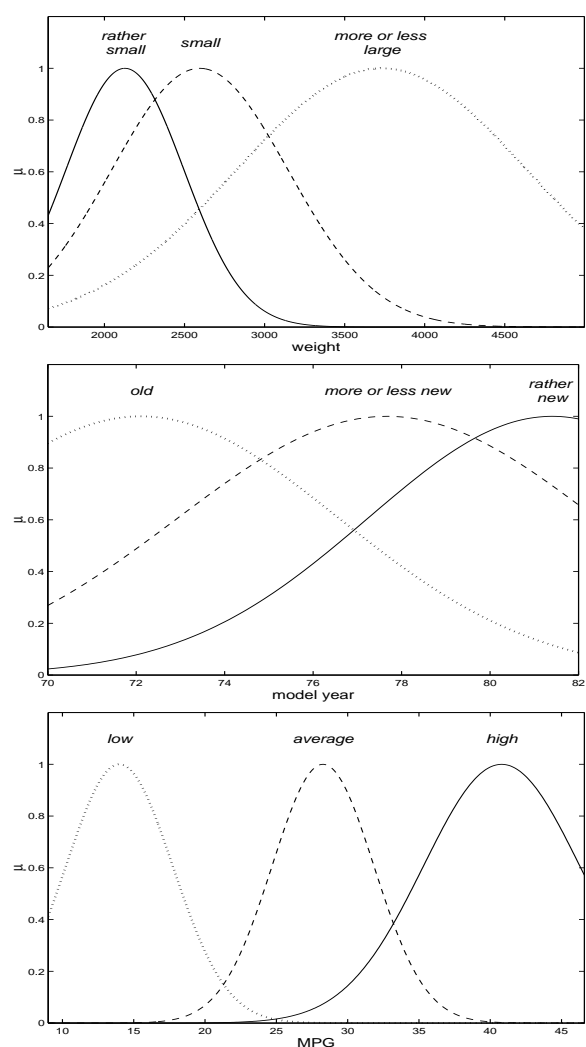 rather
small
small
more or less
large
1
0.8
μ
0.6
0.4
0.2
0
2000 2500 3000 3500 4000 4500
weight
old
more or less new
rather
new
1
0.8
μ
0.6
0.4
0.2
0
70 72 74 76 78 80 82
model year
low
average
high
1
0.8
μ
0.6
0.4
0.2
0
10 15 20 25 30 35 40 45
MPG